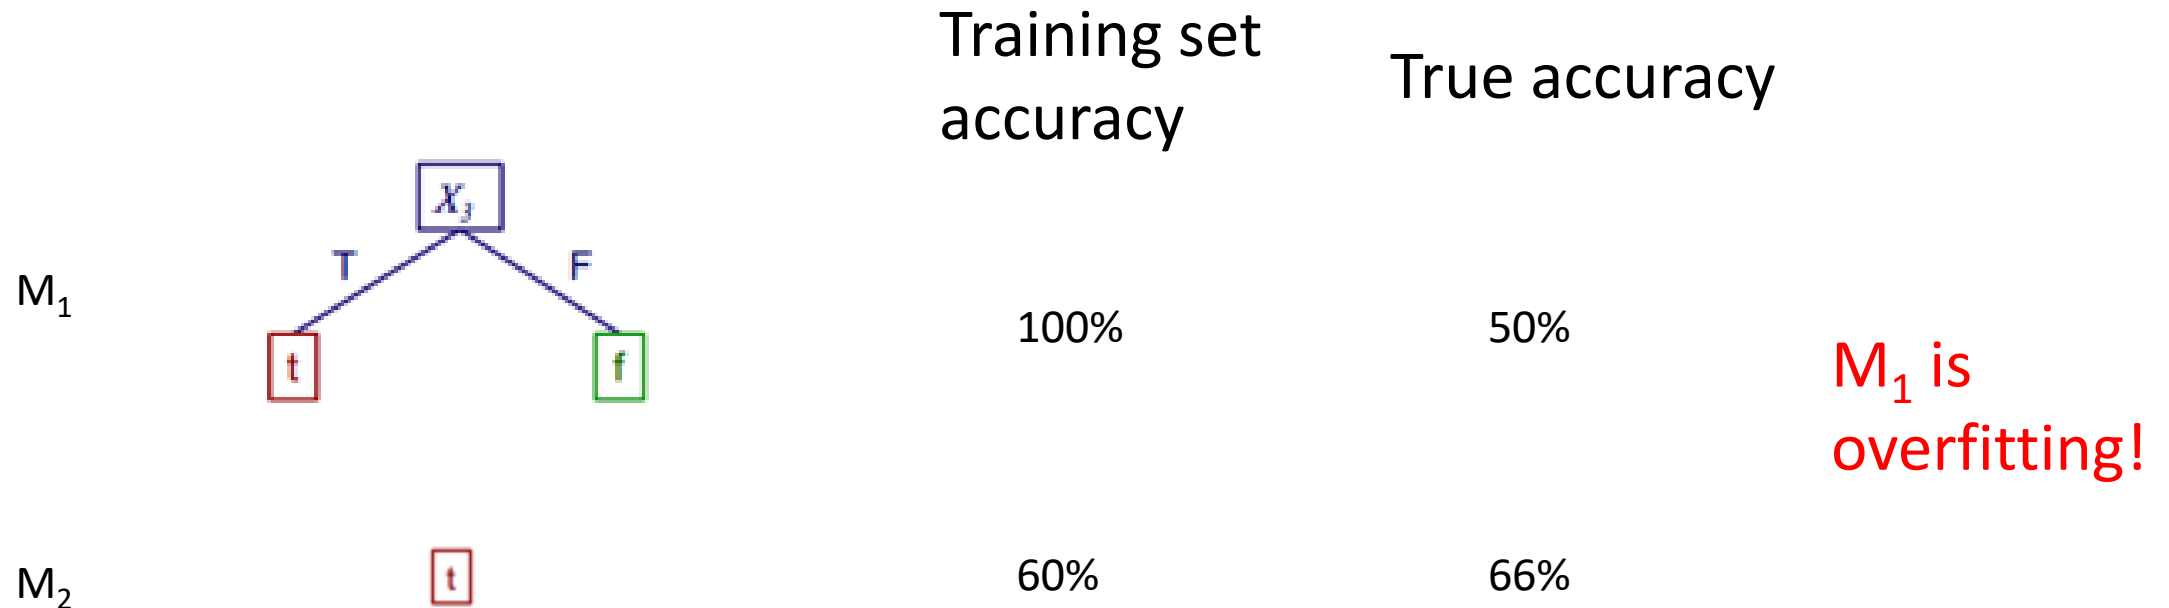 Training set
accuracy
True accuracy
X₃
T
F
M₁
t
f
100%
50%
M₁ is
overfitting!
M₂
t
60%
66%